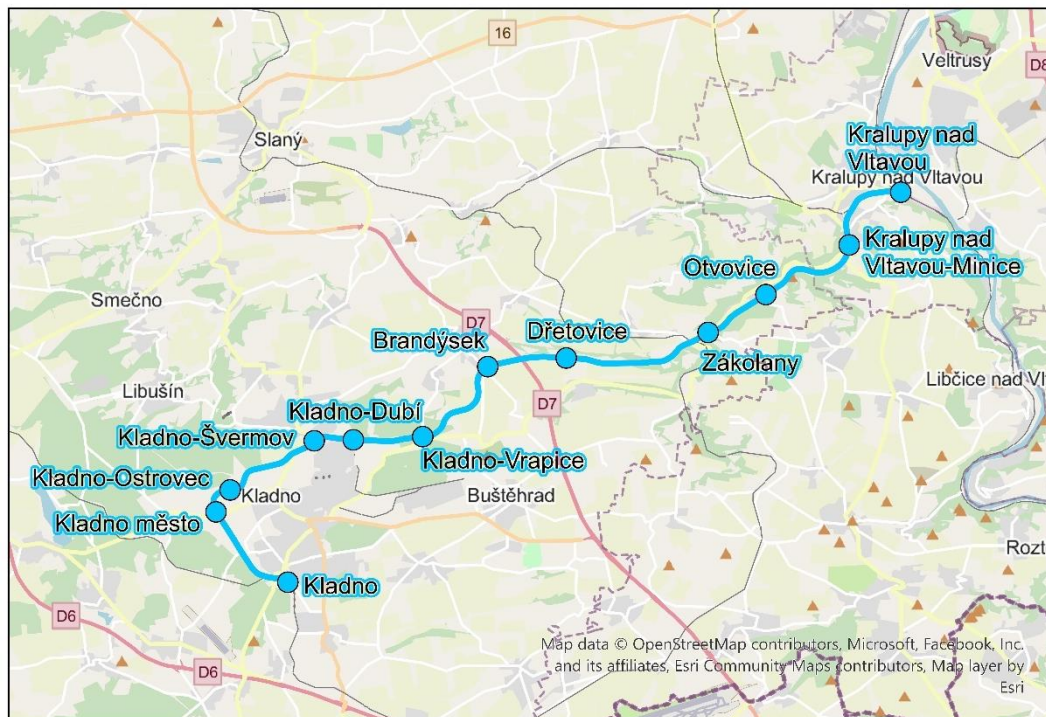 16
Veltrusy
D8
Slaný
Kralupy nad
Vltavou
Kralupy nad Vltavou
Kralupy nad
Vltavou-Minice
Otvovice
Smečno
D7
Dřetovice
Brandýsek
Zákolany
Libčice nad Vl
Libušín
D7
Kladno-Dubí
Kladno-Švermov
Kladno-Vrapice
Kladno-Ostrovec
Kladno
Buštěhrad
Kladno město
Rozt
Kladno
D6
D6
Map data © OpenStreetMap contributors, Microsoft, Facebook, Inc.
and its affiliates, Esri Community Maps contributors, Map layer by
Esri